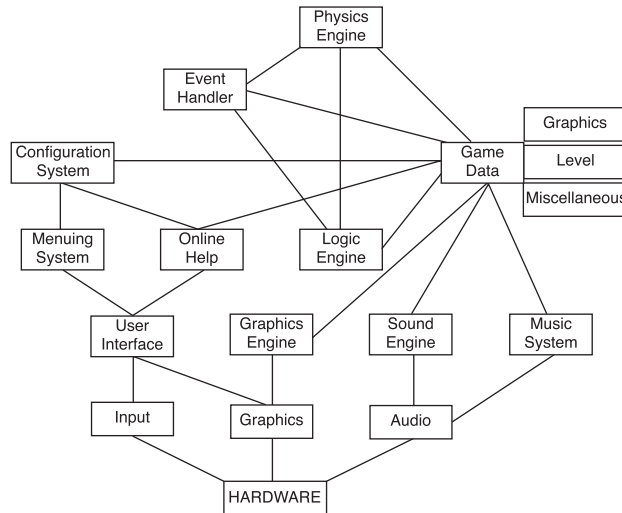 Physics
Engine
Event
Handler
Graphics
Configuration
System
Game
Data
Level
Miscellaneous
Menuing
System
Online
Help
Logic
Engine
User
Interface
Graphics
Engine
Sound
Engine
Music
System
Input
Graphics
Audio
HARDWARE